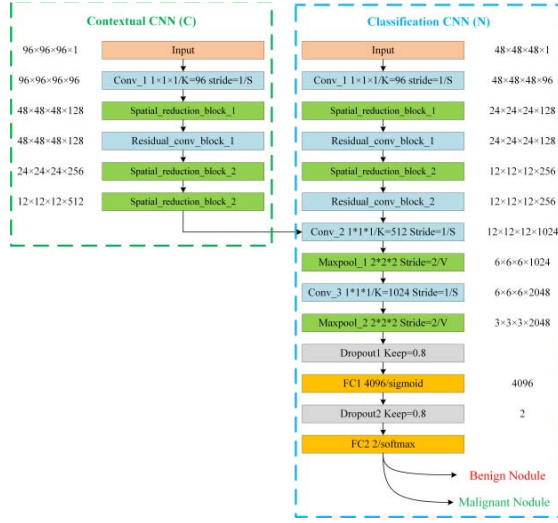 Contextual CNN (C)
96×96×96×1
Input
96×96×96×96
Conv_1 1×1×1/K=96 stride=1/S
48×48×48×128
Spatial_reduction_block_1
48×48×48×128
Residual_conv_block_1
24×24×24×256
Spatial_reduction_block_2
12×12×12×512
Spatial_reduction_block_2
Classification CNN (N)
Input
48×48×48×1
Conv_1 1×1×1/K=96 stride=1/S
48×48×48×96
Spatial_reduction_block_1
24×24×24×128
Residual_conv_block_1
24×24×24×128
Spatial_reduction_block_2
12×12×12×256
Residual_conv_block_2
12×12×12×256
Conv_2 1*1*1/K=512 Stride=1/S
12×12×12×1024
Maxpool_1 2*2*2 Stride=2/V
6×6×6×1024
Conv_3 1*1*1/K=1024 Stride=1/S
6×6×6×2048
Maxpool_2 2*2*2 Stride=2/V
3×3×3×2048
Dropout1 Keep=0.8
FC1 4096/sigmoid
4096
Dropout2 Keep=0.8
2
FC2 2/softmax
Benign Nodule
Malignant Nodule